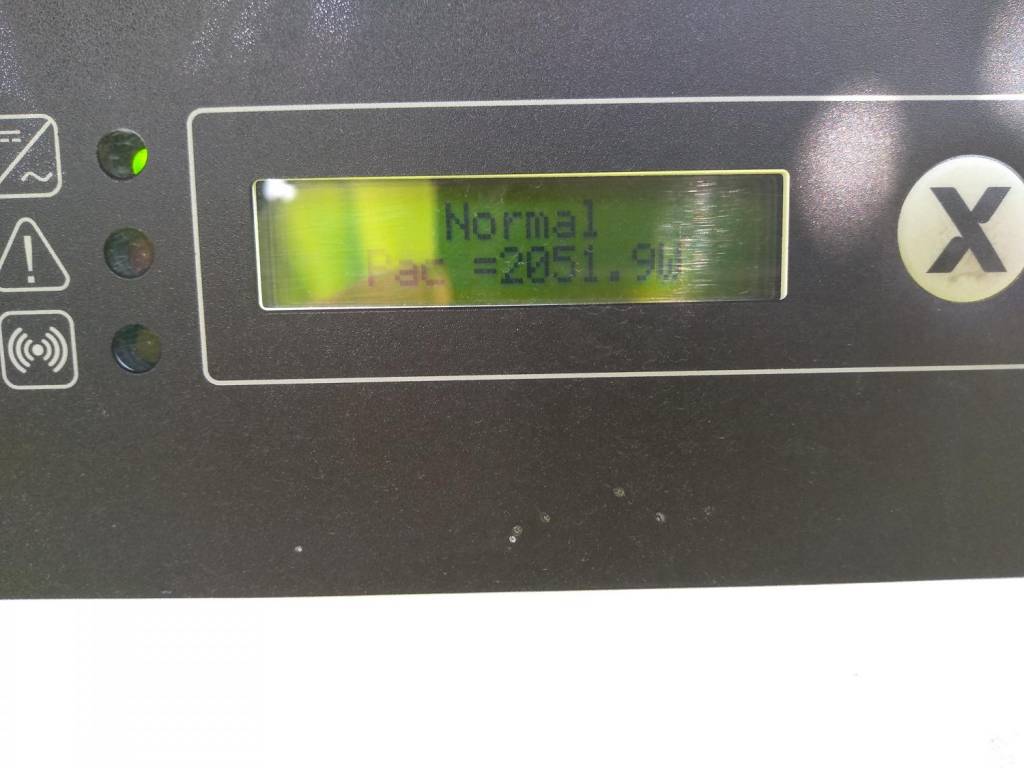 Normal
Pac =2051.9W
X